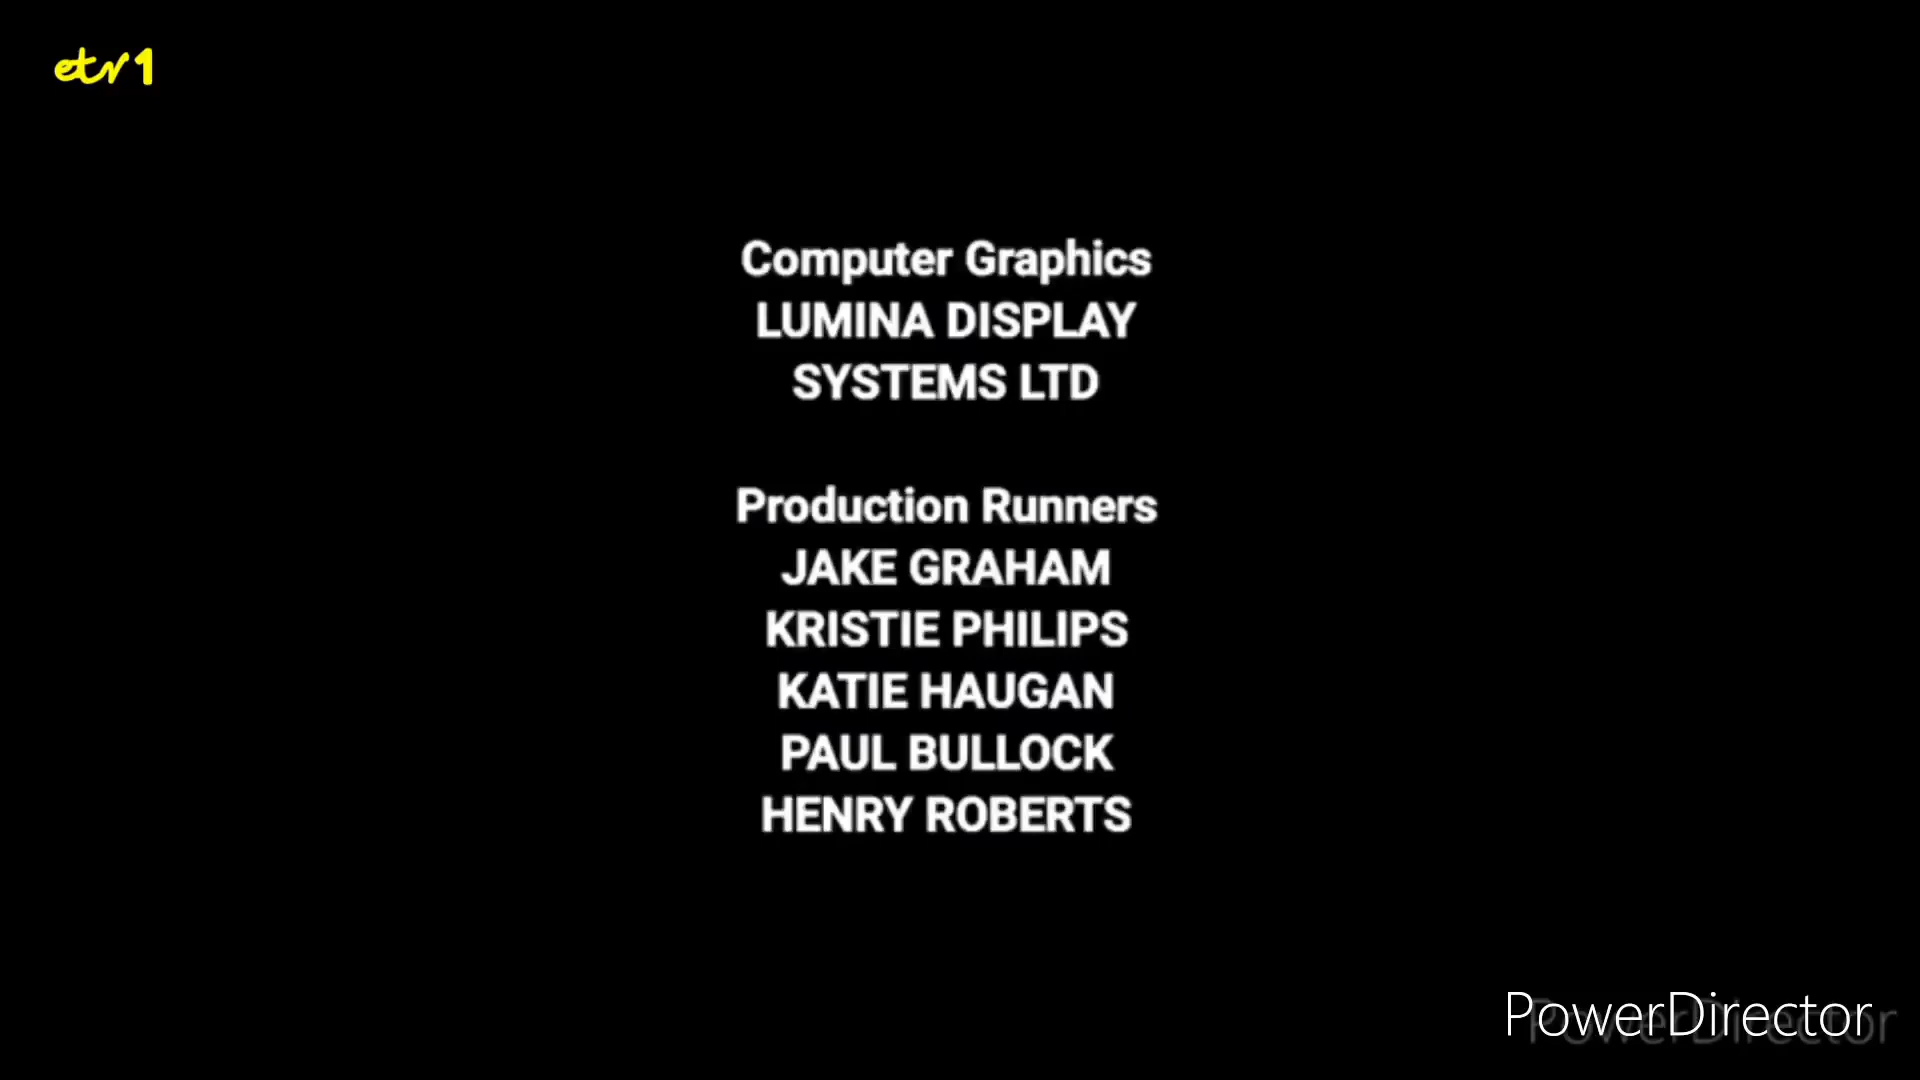 etr1
Computer Graphics
LUMINA DISPLAY
SYSTEMS LTD
Production Runners
JAKE GRAHAM
KRISTIE PHILIPS
KATIE HAUGAN
PAUL BULLOCK
HENRY ROBERTS
PowerDirector